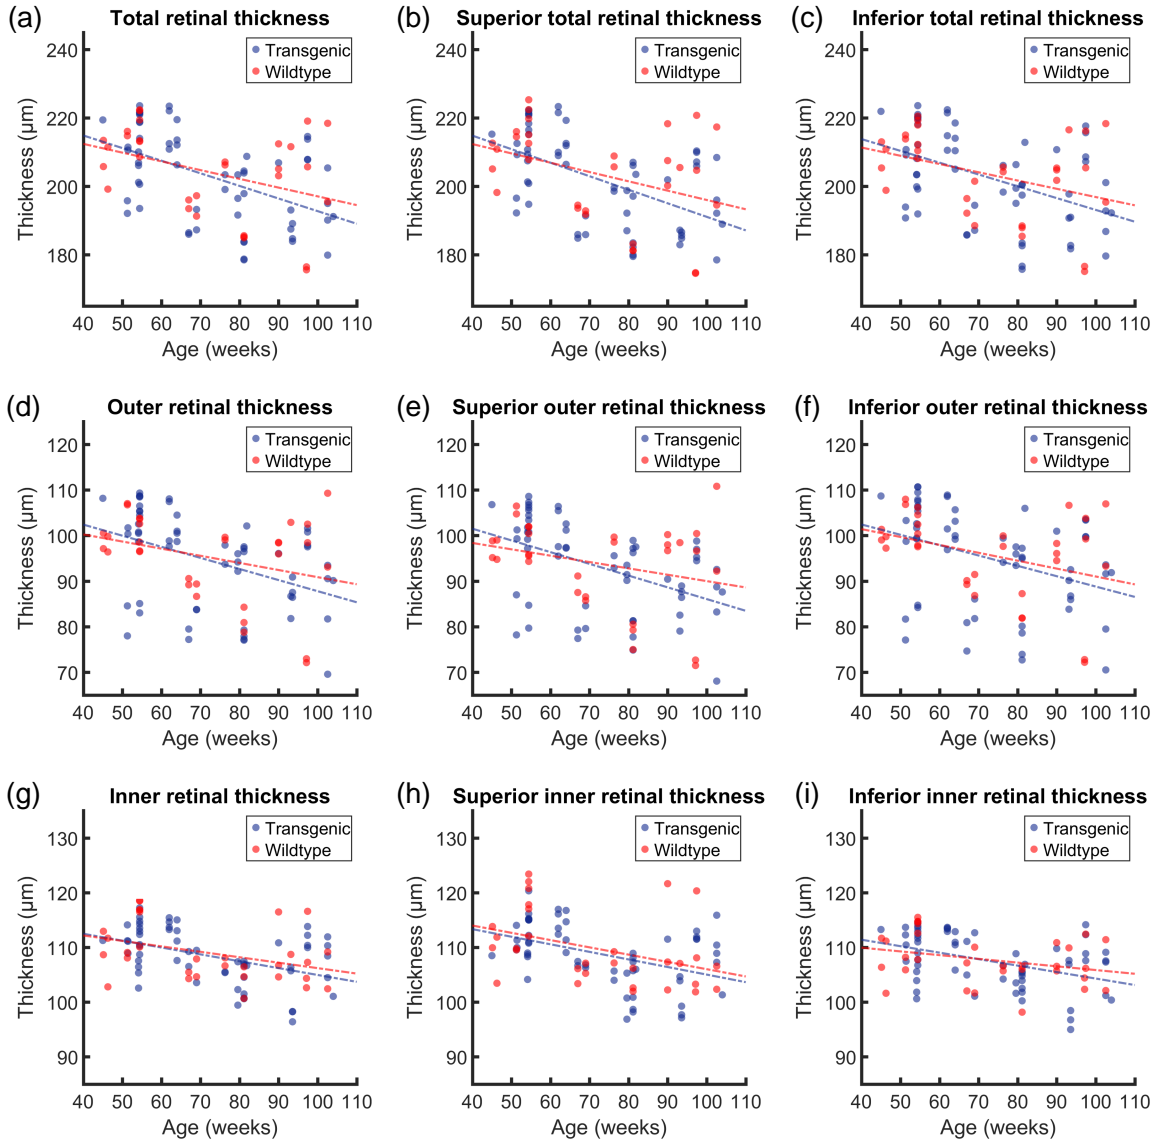 (a) Total retinal thickness
Thickness (μm)
240
220
200
180
Transgenic
Wildtype
40 50 60 70 80 90 100 110
Age (weeks)
(b) Superior total retinal thickness
Thickness (μm)
240
220
200
180
Transgenic
Wildtype
40 50 60 70 80 90 100 110
Age (weeks)
(c) Inferior total retinal thickness
Thickness (μm)
240
220
200
180
Transgenic
Wildtype
40 50 60 70 80 90 100 110
Age (weeks)
(d) Outer retinal thickness
Thickness (μm)
120
110
100
90
80
70
Transgenic
Wildtype
40 50 60 70 80 90 100 110
Age (weeks)
(e) Superior outer retinal thickness
Thickness (μm)
120
110
100
90
80
70
Transgenic
Wildtype
40 50 60 70 80 90 100 110
Age (weeks)
(f) Inferior outer retinal thickness
Thickness (μm)
120
110
100
90
80
70
Transgenic
Wildtype
40 50 60 70 80 90 100 110
Age (weeks)
(g) Inner retinal thickness
Thickness (μm)
130
120
110
100
90
Transgenic
Wildtype
40 50 60 70 80 90 100 110
Age (weeks)
(h) Superior inner retinal thickness
Thickness (μm)
130
120
110
100
90
Transgenic
Wildtype
40 50 60 70 80 90 100 110
Age (weeks)
(i) Inferior inner retinal thickness
Thickness (μm)
130
120
110
100
90
Transgenic
Wildtype
40 50 60 70 80 90 100 110
Age (weeks)